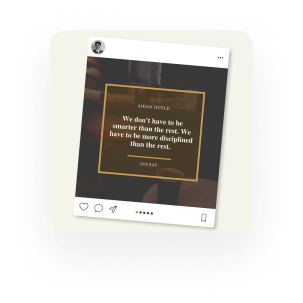 AIDAN DOYLE
We don't have to be
smarter than the rest. We
have to be more disciplined
than the rest.
INVEST